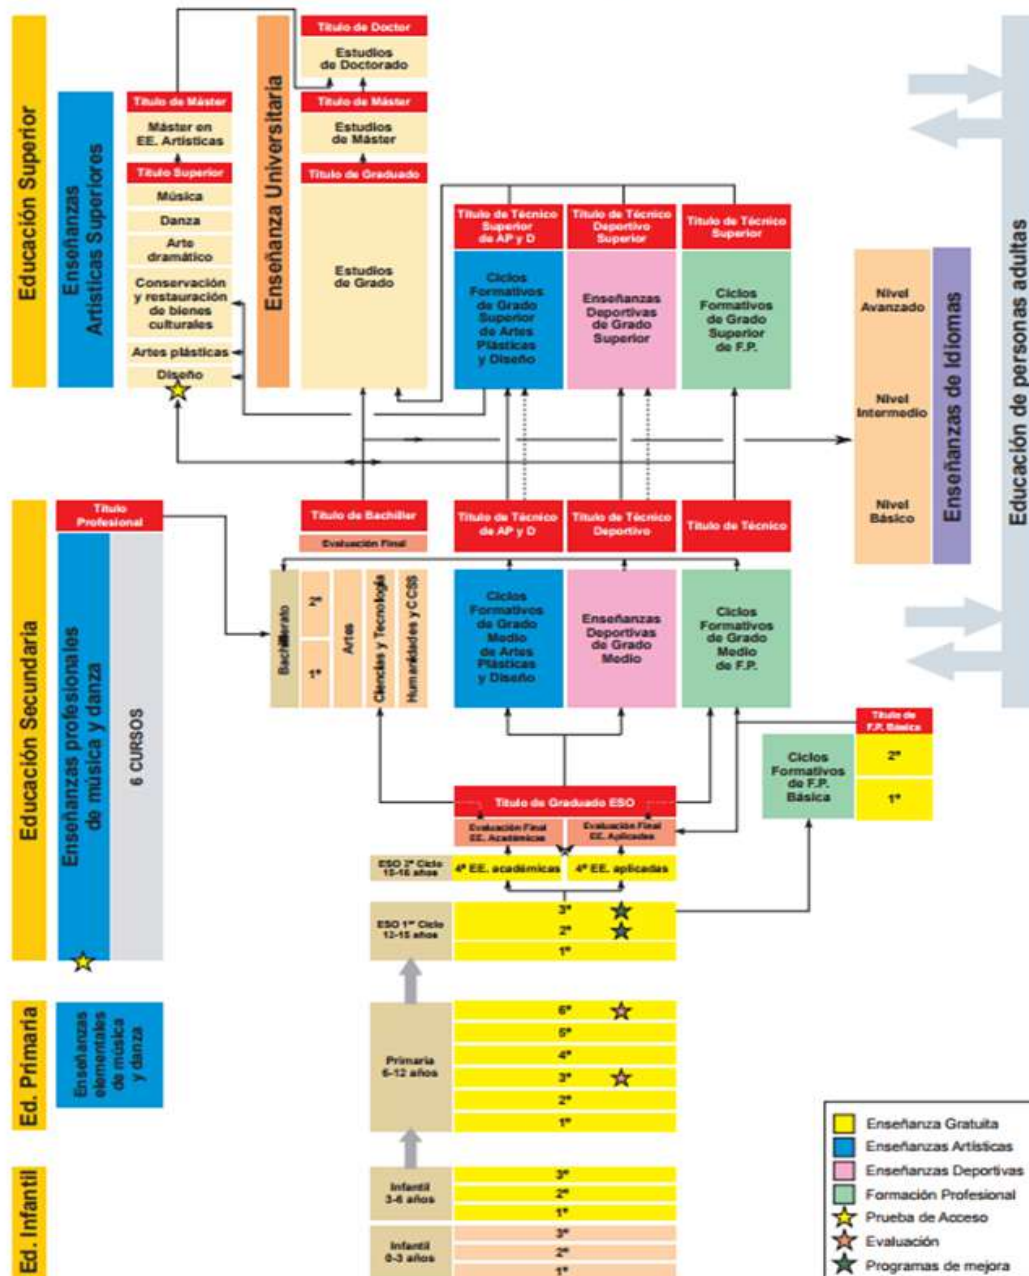 Educación Superior
Enseñanzas
Artísticas Superiores
Título de Máster
Máster en
EE. Artísticas
Título Superior
Música
Danza
Arte
dramático
Conservación
y restauración
de bienes
culturales
Artes plásticas
Diseño
Enseñanza Universitaria
Título de Doctor
Estudios
de Doctorado
Título de Máster
Estudios
de Máster
Título de Graduado
Estudios
de Grado
Título de Técnico
Superior
de AP y D
Ciclos
Formativos
de Grado
Superior
de Artes
Plásticas
y Diseño
Título de Técnico
Deportivo
Superior
Enseñanzas
Deportivas
de Grado
Superior
Título de Técnico
Superior
Ciclos
Formativos
de Grado
Superior
de F.P.
Nivel
Avanzado
Nivel
Intermedio
Nivel
Básico
Enseñanzas de Idiomas
Educación de personas adultas
Educación Secundaria
Título
Profesional
Enseñanzas profesionales
de música y danza
6 CURSOS
Título de Bachiller
Evaluación Final
Bachillerato
2º
1º
Artes
Ciencias y Tecnología
Humanidades y CCSS
Título de Técnico
de AP y D
Ciclos
Formativos
de Grado
Medio
de Artes
Plásticas
y Diseño
Título de Técnico
Deportivo
Enseñanzas
Deportivas
de Grado
Medio
Título de Técnico
Ciclos
Formativos
de Grado
Medio
de F.P.
Título de
F.P. Básica
Ciclos
Formativos
de F.P.
Básica
2º
1º
Título de Graduado ESO
Evaluación Final
EE. Académicas
Evaluación Final
EE. Aplicadas
ESO 2º Ciclo
15-16 años
4º EE. académicas
4º EE. aplicadas
ESO 1er Ciclo
12-15 años
3º
2º
1º
Ed. Primaria
Enseñanzas
elementales
de música
y danza
Primaria
6-12 años
6º
5º
4º
3º
2º
1º
Ed. Infantil
Infantil
3-6 años
3º
2º
1º
Infantil
0-3 años
3º
2º
1º
Enseñanza Gratuita
Enseñanzas Artísticas
Enseñanzas Deportivas
Formación Profesional
Prueba de Acceso
Evaluación
Programas de mejora